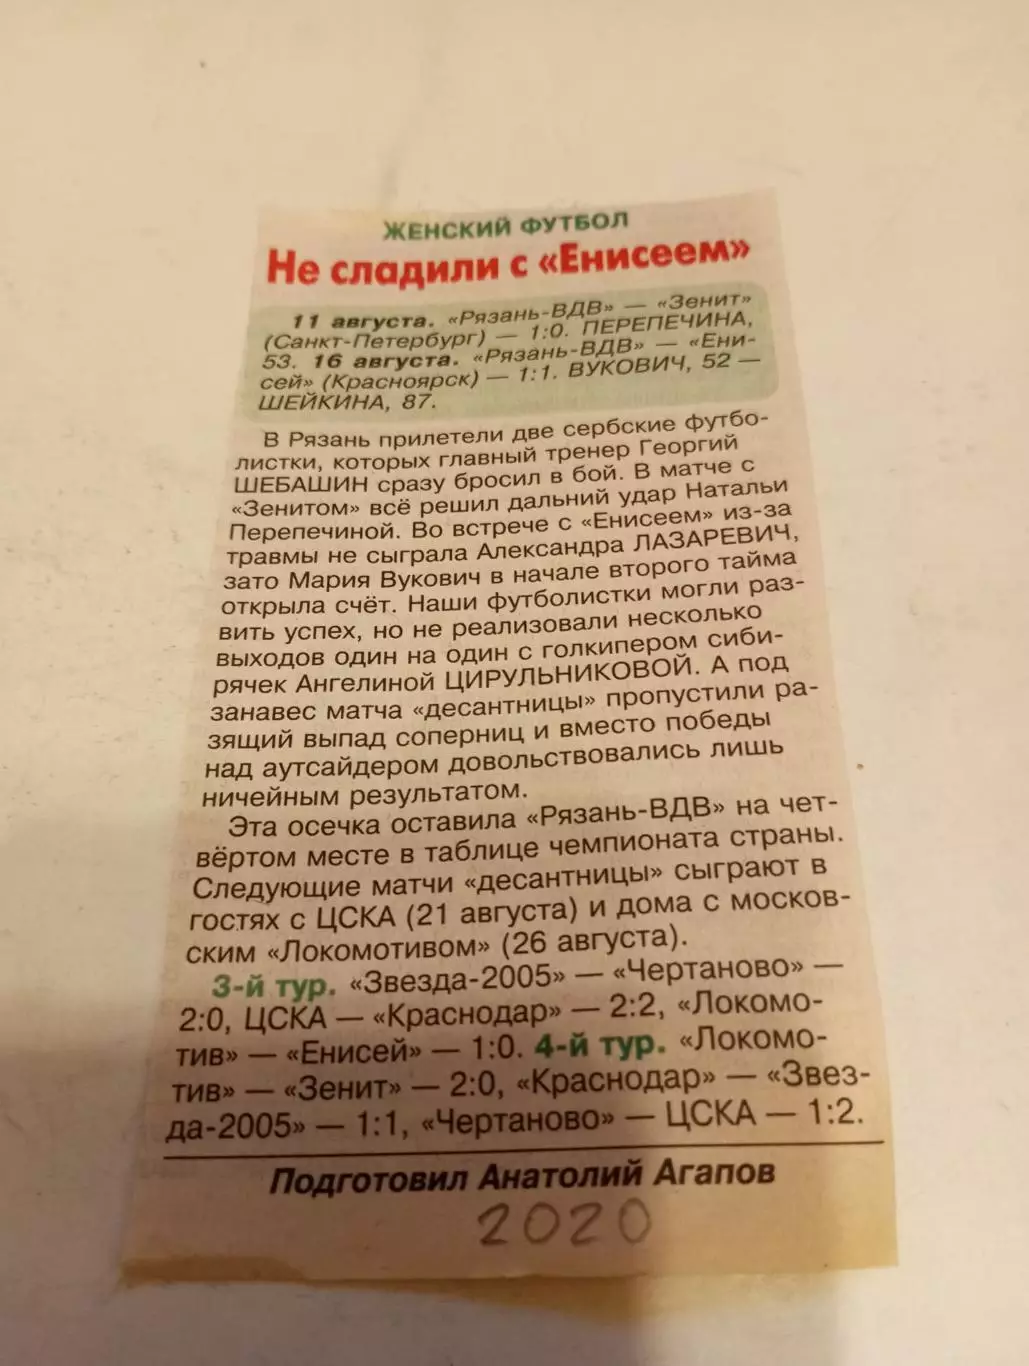 ЖЕНСКИЙ ФУТБОЛ
Не сладили с «Енисеем»
11 августа. «Рязань-ВДВ» — «Зенит»
(Санкт-Петербург) — 1:0. ПЕРЕПЕЧИНА,
53. 16 августа. «Рязань-ВДВ» — «Ени-
сей» (Красноярск) — 1:1. ВУКОВИЧ, 52 —
ШЕЙКИНА, 87.
В Рязань прилетели две сербские футбо-
листки, которых главный тренер Георгий
ШЕБАШИН сразу бросил в бой. В матче с
«Зенитом» всё решил дальний удар Натальи
Перепечиной. Во встрече с «Енисеем» из-за
травмы не сыграла Александра ЛАЗАРЕВИЧ,
зато Мария Вукович в начале второго тайма
открыла счёт. Наши футболистки могли раз-
вить успех, но не реализовали несколько
выходов один на один с голкипером сиби-
рячек Ангелиной ЦИРУЛЬНИКОВОЙ. А под
занавес матча «десантницы» пропустили ра-
зящий выпад соперниц и вместо победы
над аутсайдером довольствовались лишь
ничейным результатом.
Эта осечка оставила «Рязань-ВДВ» на чет-
вёртом месте в таблице чемпионата страны.
Следующие матчи «десантницы» сыграют в
гостях с ЦСКА (21 августа) и дома с москов-
ским «Локомотивом» (26 августа).
3-й тур. «Звезда-2005» — «Чертаново» —
2:0, ЦСКА — «Краснодар» — 2:2, «Локомо-
тив» — «Енисей» — 1:0. 4-й тур. «Локомо-
тив» — «Зенит» — 2:0, «Краснодар» — «Звез-
да-2005» — 1:1, «Чертаново» — ЦСКА — 1:2.
Подготовил Анатолий Агапов
2020